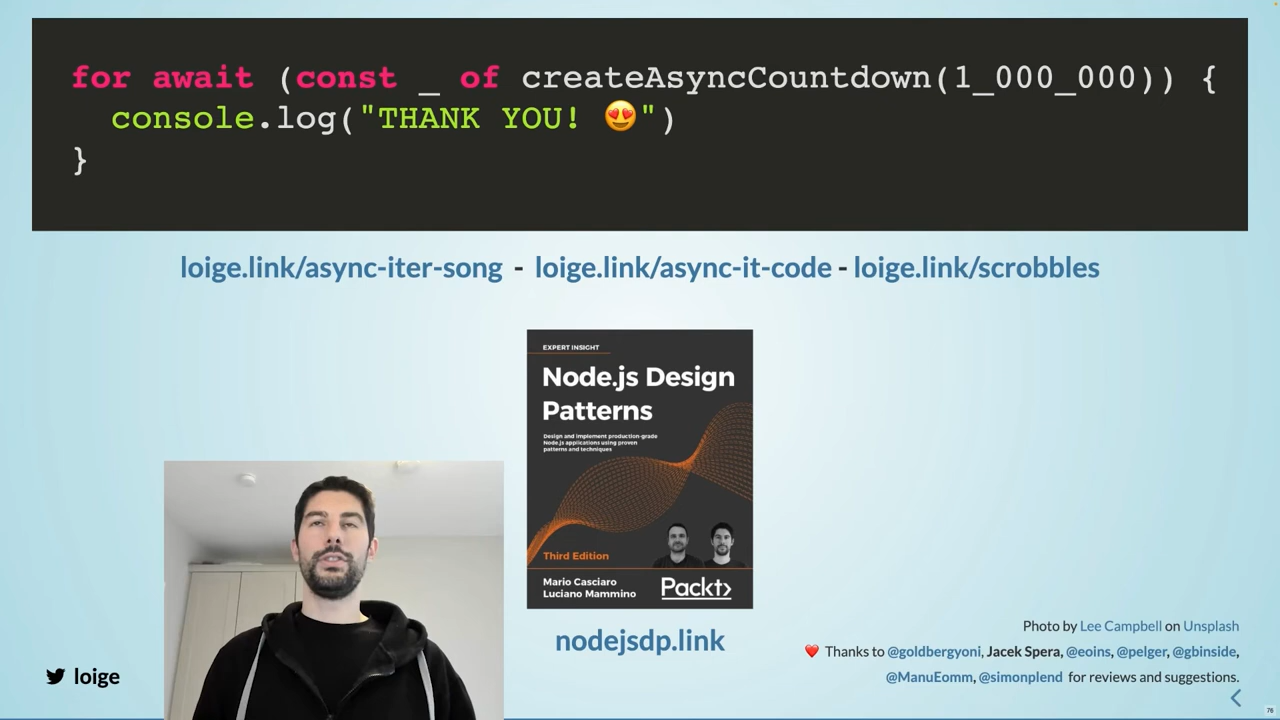 for await (const _ of createAsyncCountdown(1_000_000)) {
console.log("THANK YOU! 😍")
}
loige.link/async-iter-song - loige.link/async-it-code - loige.link/scrobbles
EXPERT INSIGHT
Node.js Design
Patterns
Design and implement production-grade
Node.js applications using proven
patterns and techniques
Third Edition
Mario Casciaro
Luciano Mammino
Packt>
nodejsdp.link
Photo by Lee Campbell on Unsplash
❤️ Thanks to @goldbergyoni, Jacek Spera, @eoins, @pelger, @gbinside,
@ManuEomm, @simonplend for reviews and suggestions.
loige
76